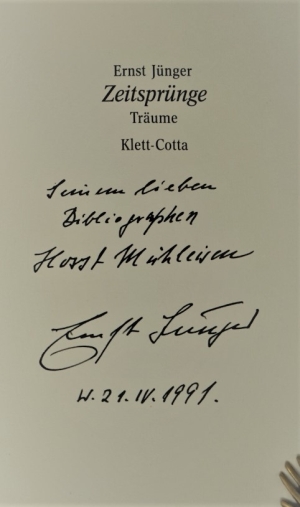 Ernst Jünger
Zeitsprünge
Träume
Klett-Cotta
Seinem lieben
Bibliographen
Horst Mühleisen
Ernst Jünger
W. 21. IV. 1991.